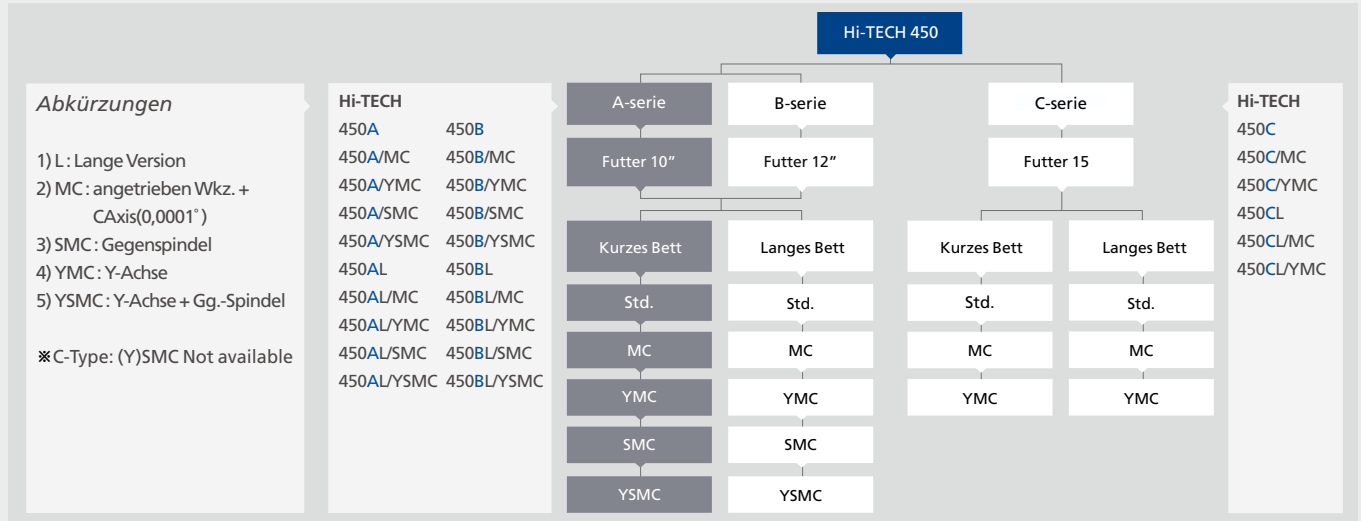 Hi-TECH 450
Abkürzungen
1) L : Lange Version
2) MC : angetrieben Wkz. +
CAxis(0,0001˚)
3) SMC : Gegenspindel
4) YMC : Y-Achse
5) YSMC : Y-Achse + Gg.-Spindel
※C-Type: (Y)SMC Not available
Hi-TECH
450A 450B
450A/MC 450B/MC
450A/YMC 450B/YMC
450A/SMC 450B/SMC
450A/YSMC 450B/YSMC
450AL 450BL
450AL/MC 450BL/MC
450AL/YMC 450BL/YMC
450AL/SMC 450BL/SMC
450AL/YSMC 450BL/YSMC
A-serie B-serie C-serie
Futter 10” Futter 12” Futter 15
Kurzes Bett Langes Bett Kurzes Bett Langes Bett
Std. Std. Std. Std.
MC MC MC MC
YMC YMC YMC YMC
SMC SMC
YSMC YSMC
Hi-TECH
450C
450C/MC
450C/YMC
450CL
450CL/MC
450CL/YMC